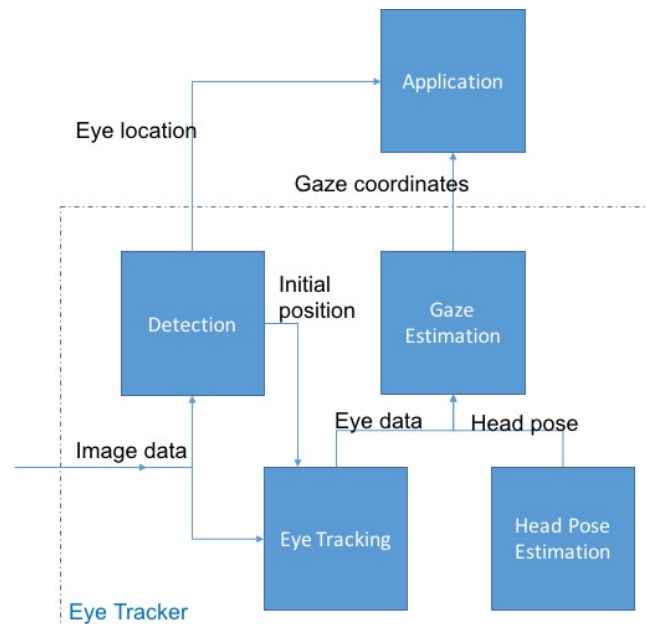 Application
Eye location
Gaze coordinates
Detection
Initial
position
Gaze
Estimation
Eye data
Head pose
Image data
Eye Tracking
Head Pose
Estimation
Eye Tracker